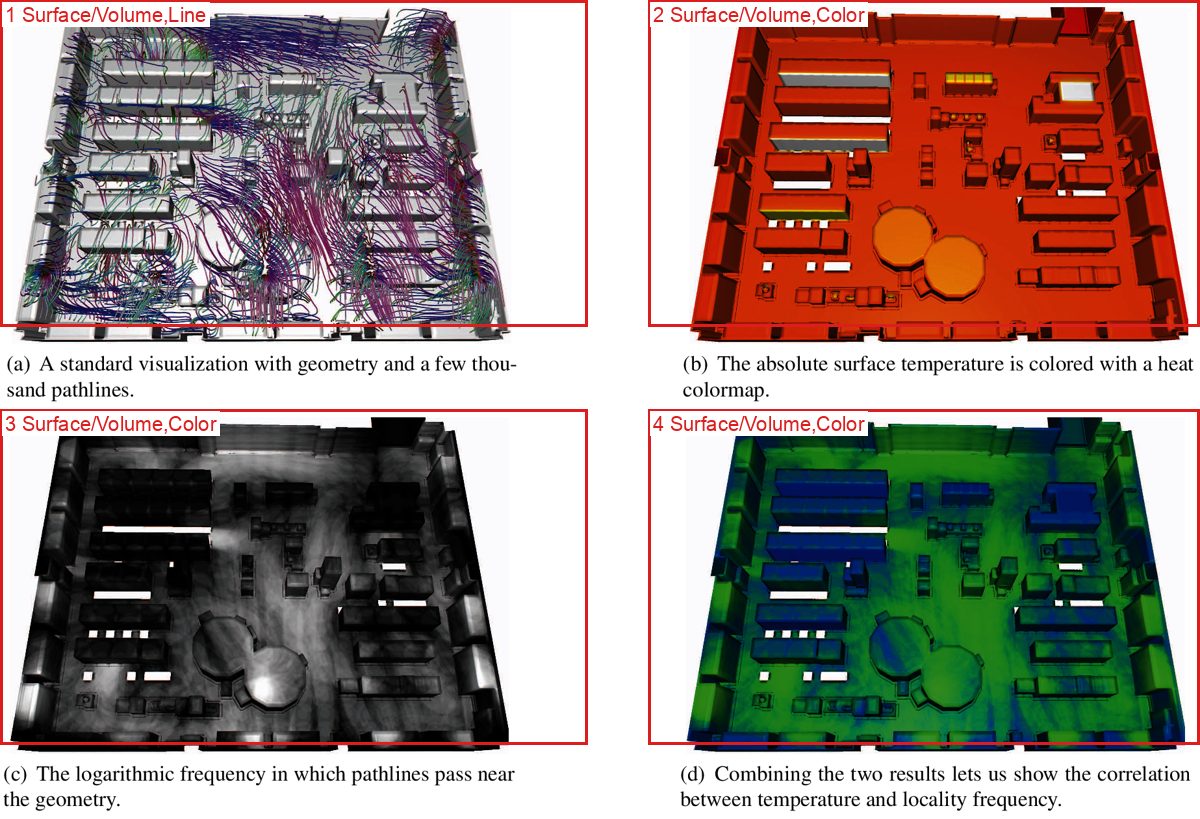 1 Surface/Volume,Line
2 Surface/Volume,Color
(a) A standard visualization with geometry and a few thou-
sand pathlines.
(b) The absolute surface temperature is colored with a heat
colormap.
3 Surface/Volume,Color
4 Surface/Volume,Color
(c) The logarithmic frequency in which pathlines pass near
the geometry.
(d) Combining the two results lets us show the correlation
between temperature and locality frequency.